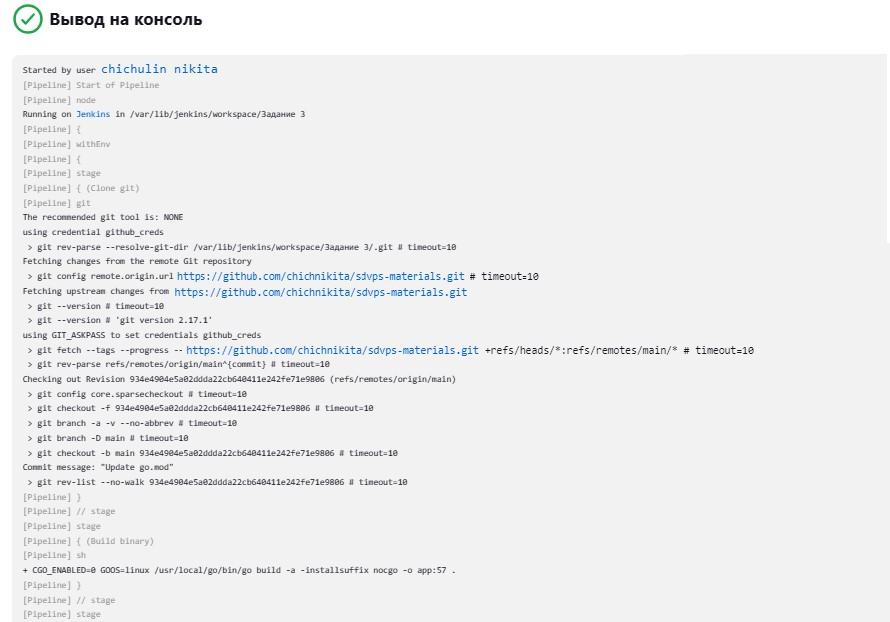 Вывод на консоль
Started by user chichulin nikita
[Pipeline] Start of Pipeline
[Pipeline] node
Running on Jenkins in /var/lib/jenkins/workspace/Задание 3
[Pipeline] {
[Pipeline] withEnv
[Pipeline] {
[Pipeline] stage
[Pipeline] { (Clone git)
[Pipeline] git
The recommended git tool is: NONE
using credential github_creds
> git rev-parse --resolve-git-dir /var/lib/jenkins/workspace/Задание 3/.git # timeout=10
Fetching changes from the remote Git repository
> git config remote.origin.url https://github.com/chichnikita/sdvps-materials.git # timeout=10
Fetching upstream changes from https://github.com/chichnikita/sdvps-materials.git
> git --version # timeout=10
> git --version # 'git version 2.17.1'
using GIT_ASKPASS to set credentials github_creds
> git fetch --tags --progress -- https://github.com/chichnikita/sdvps-materials.git +refs/heads/*:refs/remotes/main/* # timeout=10
> git rev-parse refs/remotes/origin/main^{commit} # timeout=10
Checking out Revision 934e4904e5a02ddda22cb640411e242fe71e9806 (refs/remotes/origin/main)
> git config core.sparsecheckout # timeout=10
> git checkout -f 934e4904e5a02ddda22cb640411e242fe71e9806 # timeout=10
> git branch -a -v --no-abbrev # timeout=10
> git branch -D main # timeout=10
> git checkout -b main 934e4904e5a02ddda22cb640411e242fe71e9806 # timeout=10
Commit message: "Update go.mod"
> git rev-list --no-walk 934e4904e5a02ddda22cb640411e242fe71e9806 # timeout=10
[Pipeline] }
[Pipeline] // stage
[Pipeline] stage
[Pipeline] { (Build binary)
[Pipeline] sh
+ CGO_ENABLED=0 GOOS=linux /usr/local/go/bin/go build -a -installsuffix nocgo -o app:57 .
[Pipeline] }
[Pipeline] // stage
[Pipeline] stage